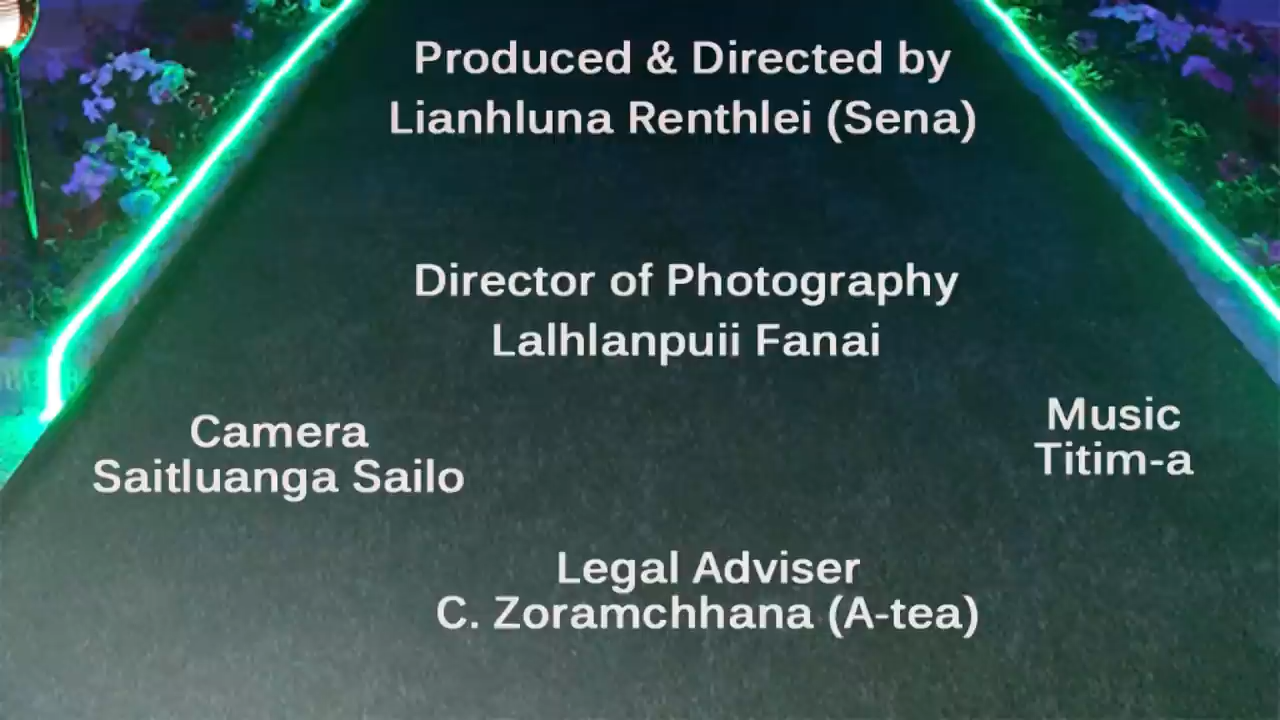 Produced & Directed by
Lianhluna Renthlei (Sena)
Director of Photography
Lalhlanpuii Fanai
Camera
Saitluanga Sailo
Music
Titim-a
Legal Adviser
C. Zoramchhana (A-tea)